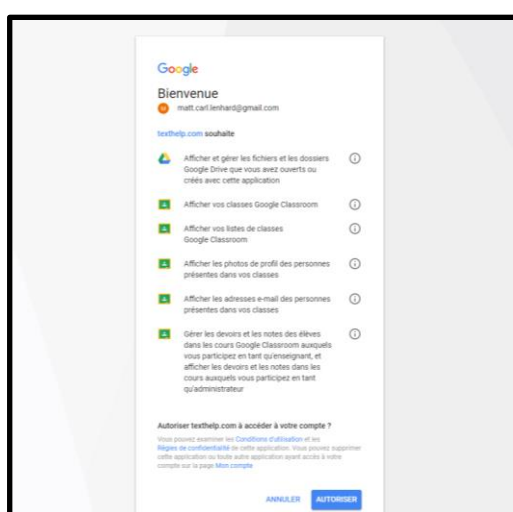 Google
Bienvenue
matt.carl.lenhard@gmail.com
texthelp.com souhaite
Afficher et gérer les fichiers et les dossiers
Google Drive que vous avez ouverts ou
créés avec cette application
Afficher vos classes Google Classroom
Afficher vos listes de classes
Google Classroom
Afficher les photos de profil des personnes
présentes dans vos classes
Afficher les adresses e-mail des personnes
présentes dans vos classes
Gérer les devoirs et les notes des élèves
dans les cours Google Classroom auxquels
vous participez en tant qu'enseignant, et
afficher les devoirs et les notes dans les
cours auxquels vous participez en tant
qu'administrateur
Autoriser texthelp.com à accéder à votre compte ?
Vous pouvez examiner les Conditions d'utilisation et les
Règles de confidentialité de cette application. Vous pouvez supprimer
cette application ou toute autre application ayant accès à votre
compte sur la page Mon compte
ANNULER AUTORISER